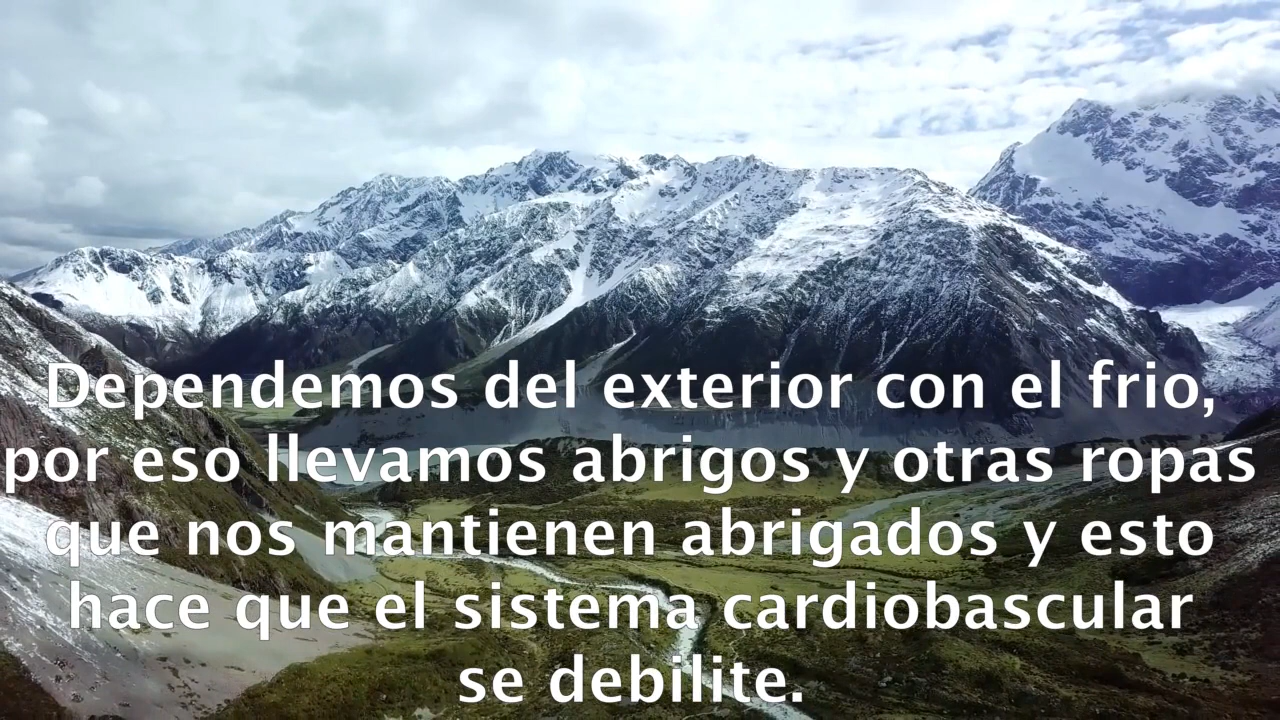 Dependemos del exterior con el frio,
por eso llevamos abrigos y otras ropas
que nos mantienen abrigados y esto
hace que el sistema cardiobascular
se debilite.